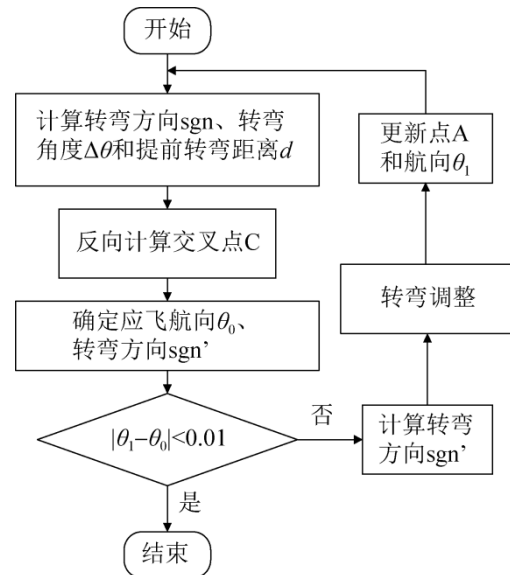 开始
计算转弯方向sgn、转弯
角度Δθ和提前转弯距离d
反向计算交叉点C
确定应飞航向θ₀、
转弯方向sgn’
|θ₁−θ₀|<0.01
是
结束
否
计算转弯
方向sgn’
转弯调整
更新点A
和航向θ₁